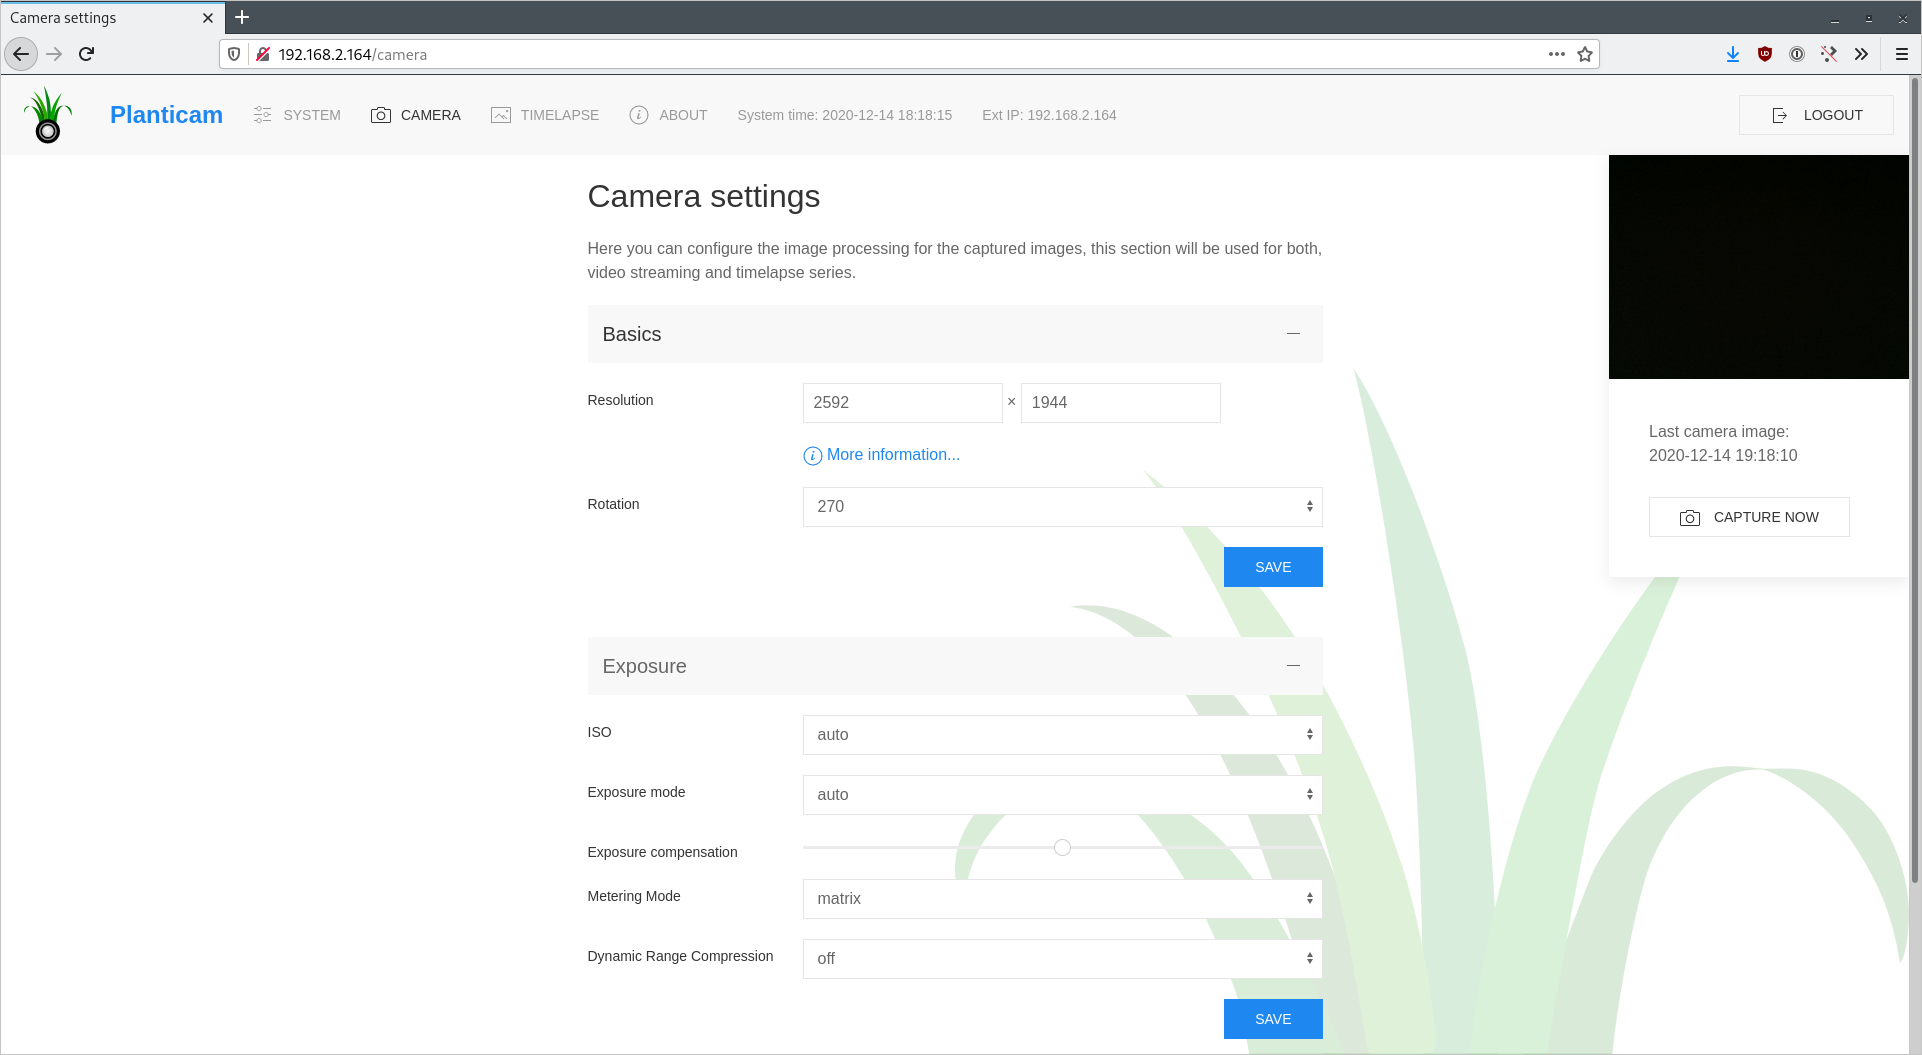 Camera settings
192.168.2.164/camera
Planticam SYSTEM CAMERA TIMELAPSE ABOUT System time: 2020-12-14 18:18:15 Ext IP: 192.168.2.164 LOGOUT
Camera settings
Here you can configure the image processing for the captured images, this section will be used for both,
video streaming and timelapse series.
Basics
Resolution 2592 × 1944
More information...
Rotation 270
SAVE
Exposure
ISO auto
Exposure mode auto
Exposure compensation
Metering Mode matrix
Dynamic Range Compression off
SAVE
Last camera image:
2020-12-14 19:18:10
CAPTURE NOW